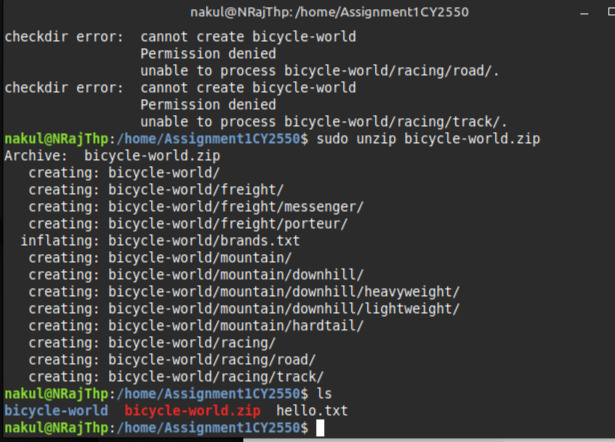 nakul@NRajThp: /home/Assignment1CY2550
checkdir error:  cannot create bicycle-world
                 Permission denied
                 unable to process bicycle-world/racing/road/.
checkdir error:  cannot create bicycle-world
                 Permission denied
                 unable to process bicycle-world/racing/track/.
nakul@NRajThp:/home/Assignment1CY2550$ sudo unzip bicycle-world.zip
Archive:  bicycle-world.zip
   creating: bicycle-world/
   creating: bicycle-world/freight/
   creating: bicycle-world/freight/messenger/
   creating: bicycle-world/freight/porteur/
  inflating: bicycle-world/brands.txt
   creating: bicycle-world/mountain/
   creating: bicycle-world/mountain/downhill/
   creating: bicycle-world/mountain/downhill/heavyweight/
   creating: bicycle-world/mountain/downhill/lightweight/
   creating: bicycle-world/mountain/hardtail/
   creating: bicycle-world/racing/
   creating: bicycle-world/racing/road/
   creating: bicycle-world/racing/track/
nakul@NRajThp:/home/Assignment1CY2550$ ls
bicycle-world  bicycle-world.zip  hello.txt
nakul@NRajThp:/home/Assignment1CY2550$